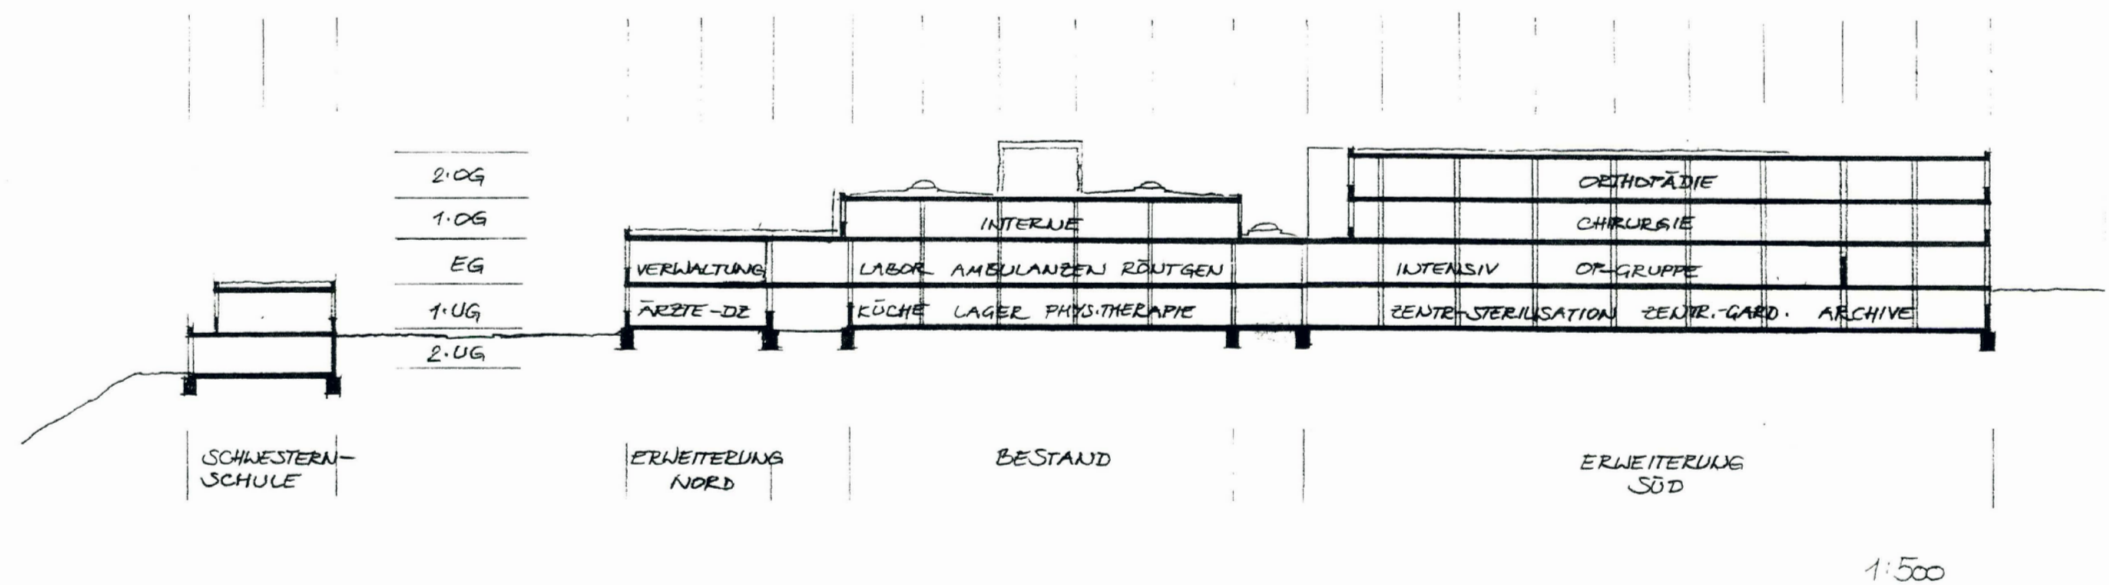 2.OG
ORTHOPÄDIE
1.OG
INTERNE
CHIRURGIE
EG
VERWALTUNG
LABOR AMBULANZEN RÖNTGEN
INTENSIV OP-GRUPPE
1.UG
ÄRZTE-DZ
KÜCHE LAGER PHYS.THERAPIE
ZENTR-STERILISATION ZENTR.-GARD. ARCHIVE
2.UG
SCHWESTERN-
SCHULE
ERWEITERUNG
NORD
BESTAND
ERWEITERUNG
SÜD
1:500